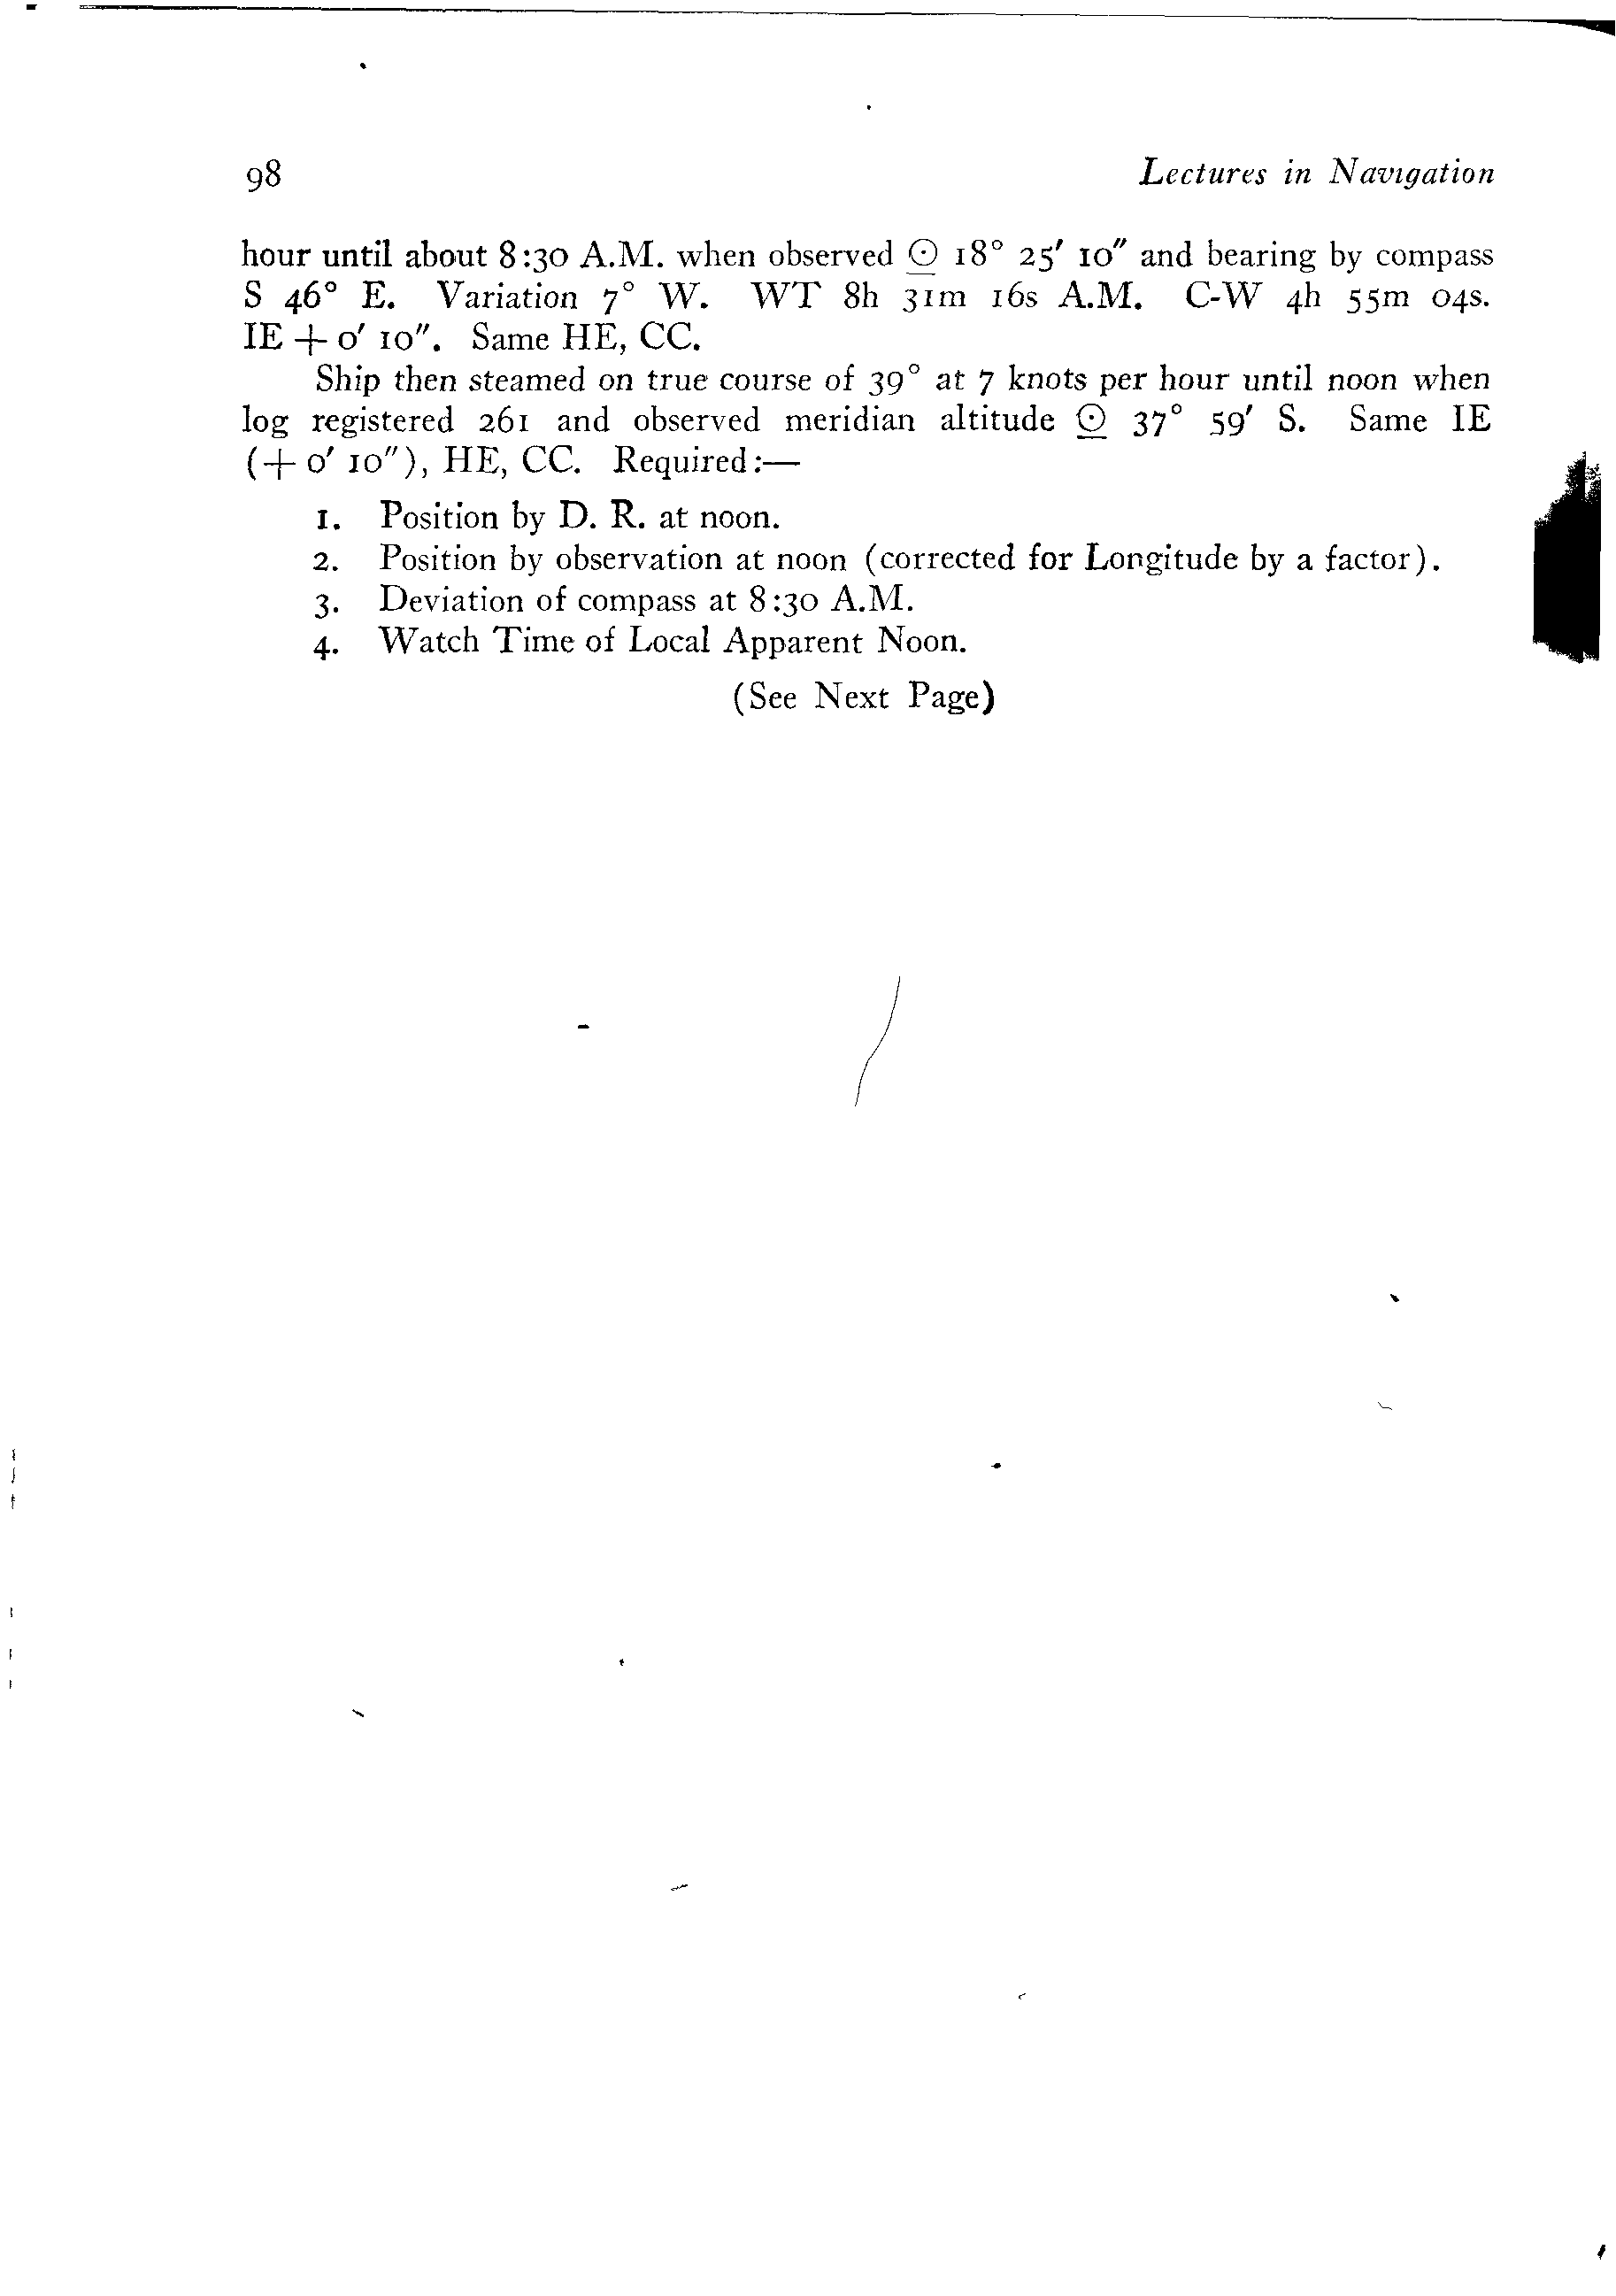 98 Lectures in Navigation
hour until about 8:30 A.M. when observed ☉ 18° 25′ 10″ and bearing by compass
S 46° E. Variation 7° W. WT 8h 31m 16s A.M. C-W 4h 55m 04s.
IE + 0′ 10″. Same HE, CC.
Ship then steamed on true course of 39° at 7 knots per hour until noon when
log registered 261 and observed meridian altitude ☉ 37° 59′ S. Same IE
(+ 0′ 10″), HE, CC. Required:—
1. Position by D. R. at noon.
2. Position by observation at noon (corrected for Longitude by a factor).
3. Deviation of compass at 8:30 A.M.
4. Watch Time of Local Apparent Noon.
(See Next Page)